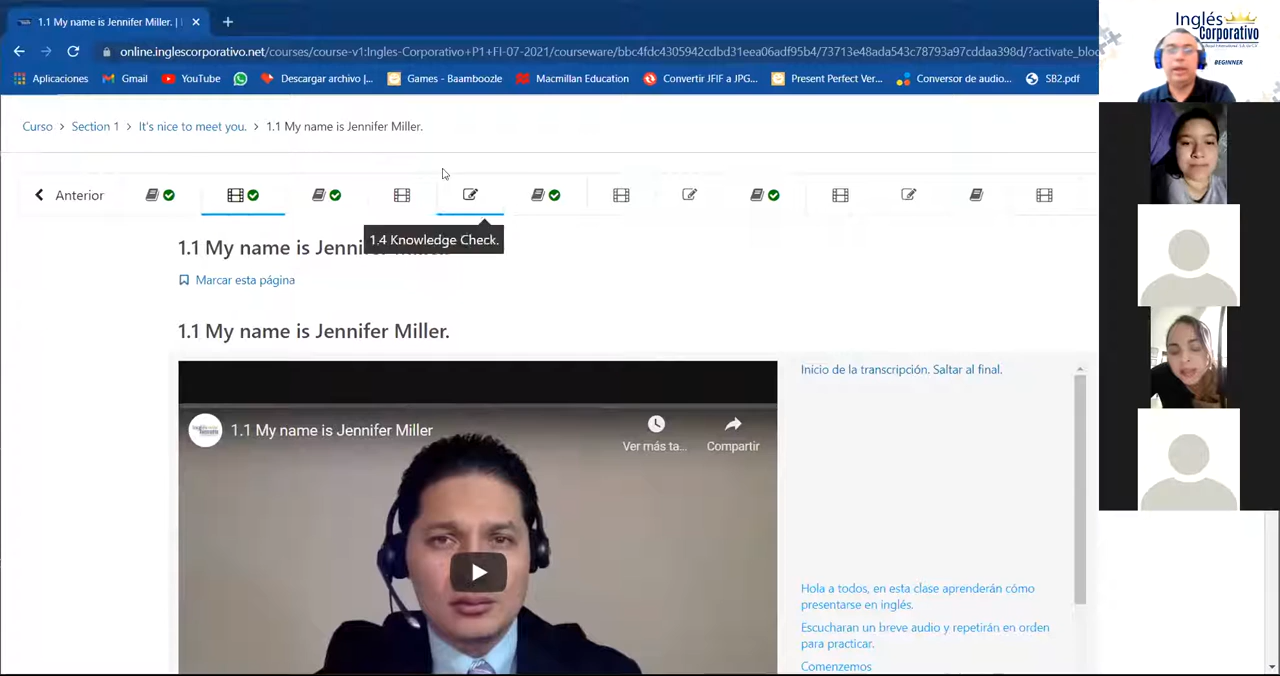 1.1 My name is Jennifer Miller. |
online.inglescorporativo.net/courses/course-v1:Ingles-Corporativo+P1+FI-07-2021/courseware/bbc4fdc4305942cdbd31eea06adf95b4/73713e48ada543c78793a97cddaa398d/?activate_bloc
Aplicaciones
Gmail
YouTube
Descargar archivo |...
Games - Baamboozle
Macmillan Education
Convertir JFIF a JPG...
Present Perfect Ver...
Conversor de audio...
SB2.pdf
Inglés
Corporativo
BEGINNER
Curso > Section 1 > It's nice to meet you. > 1.1 My name is Jennifer Miller.
Anterior
1.4 Knowledge Check.
1.1 My name is Jenni
Marcar esta página
1.1 My name is Jennifer Miller.
1.1 My name is Jennifer Miller
Ver más ta...
Compartir
Inicio de la transcripción. Saltar al final.
Hola a todos, en esta clase aprenderán cómo
presentarse en inglés.
Escucharan un breve audio y repetirán en orden
para practicar.
Comenzemos